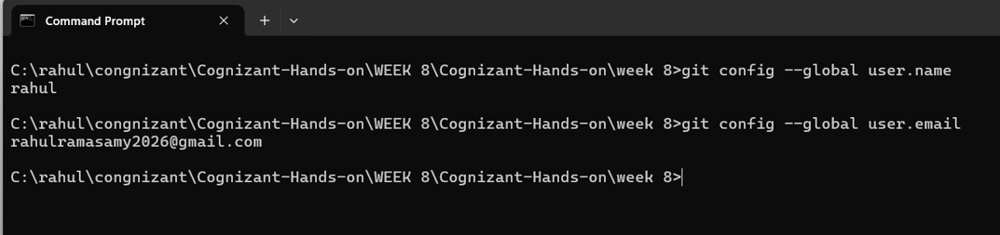 Command Prompt
C:\rahul\congnizant\Cognizant-Hands-on\WEEK 8\Cognizant-Hands-on\week 8>git config --global user.name
rahul
C:\rahul\congnizant\Cognizant-Hands-on\WEEK 8\Cognizant-Hands-on\week 8>git config --global user.email
rahulramasamy2026@gmail.com
C:\rahul\congnizant\Cognizant-Hands-on\WEEK 8\Cognizant-Hands-on\week 8>